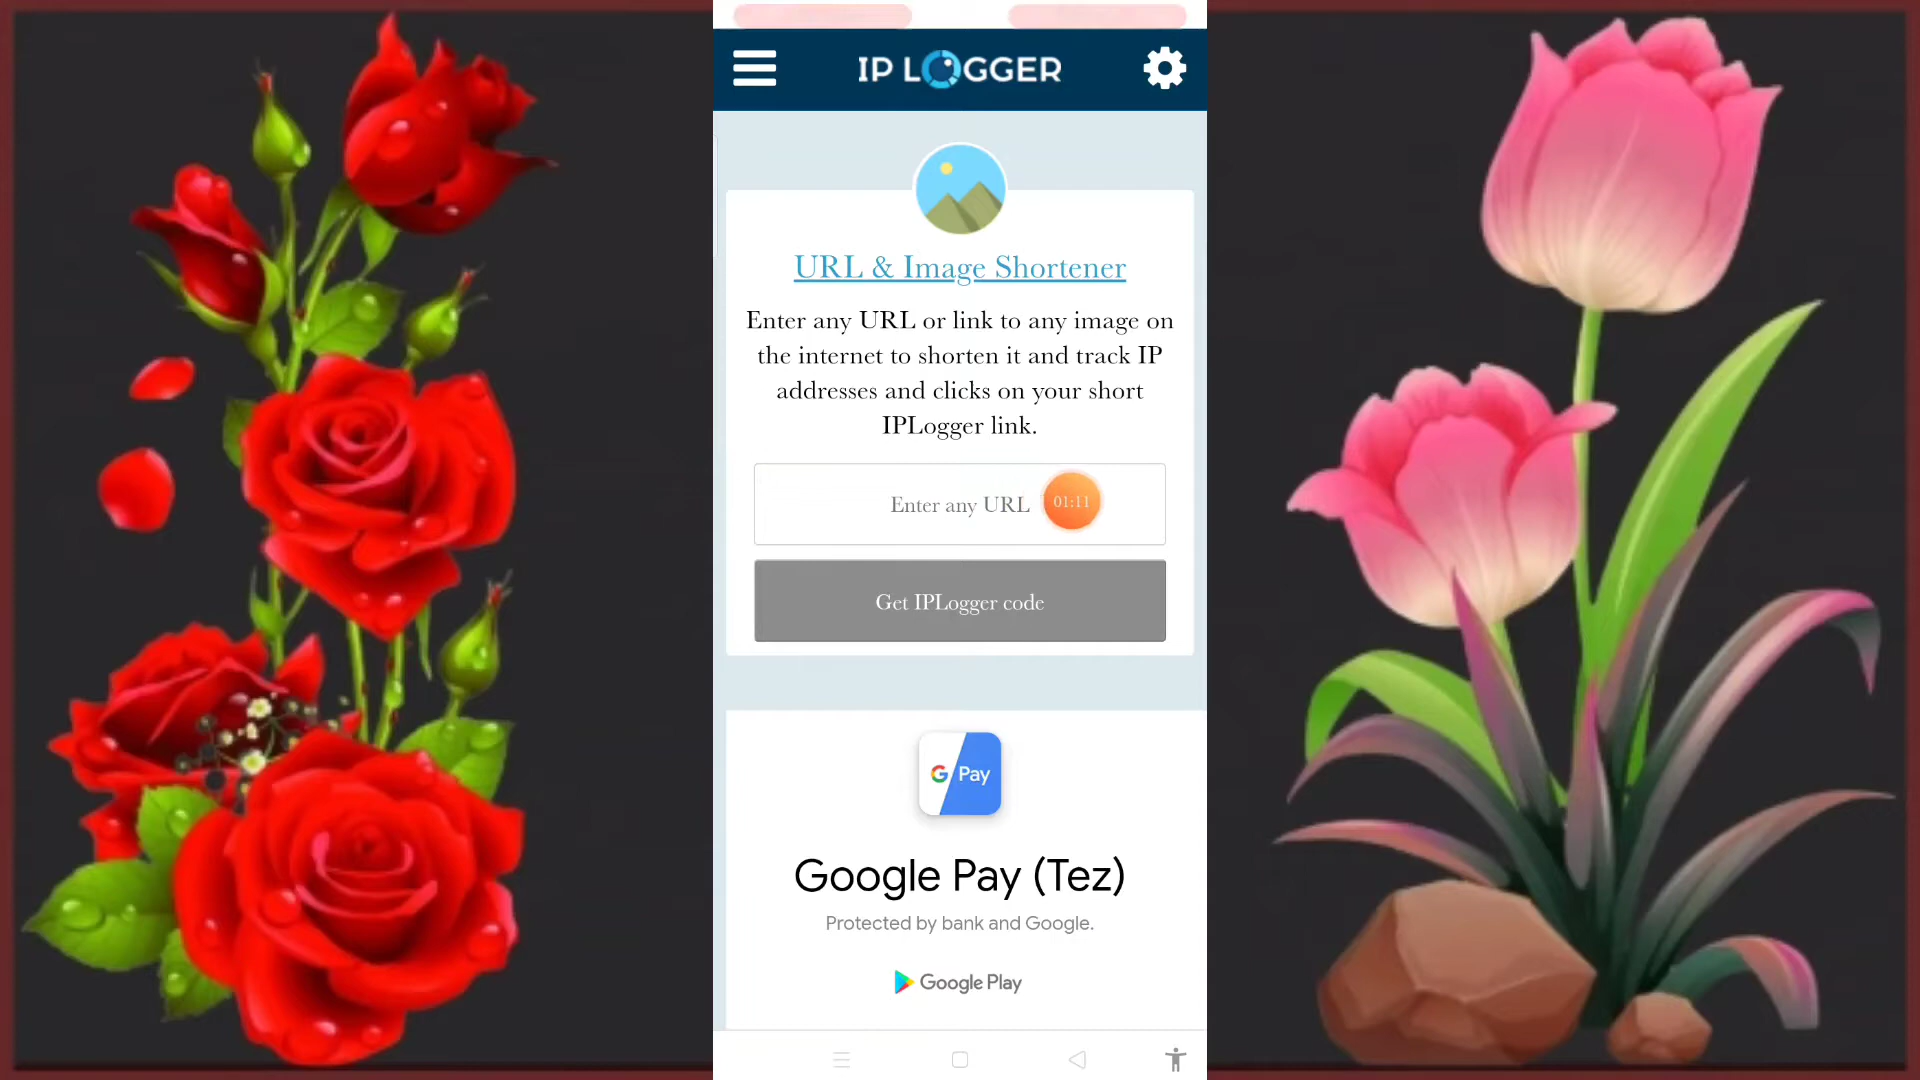 IP LOGGER
URL & Image Shortener
Enter any URL or link to any image on
the internet to shorten it and track IP
addresses and clicks on your short
IPLogger link.
Enter any URL
01:11
Get IPLogger code
G Pay
Google Pay (Tez)
Protected by bank and Google.
Google Play